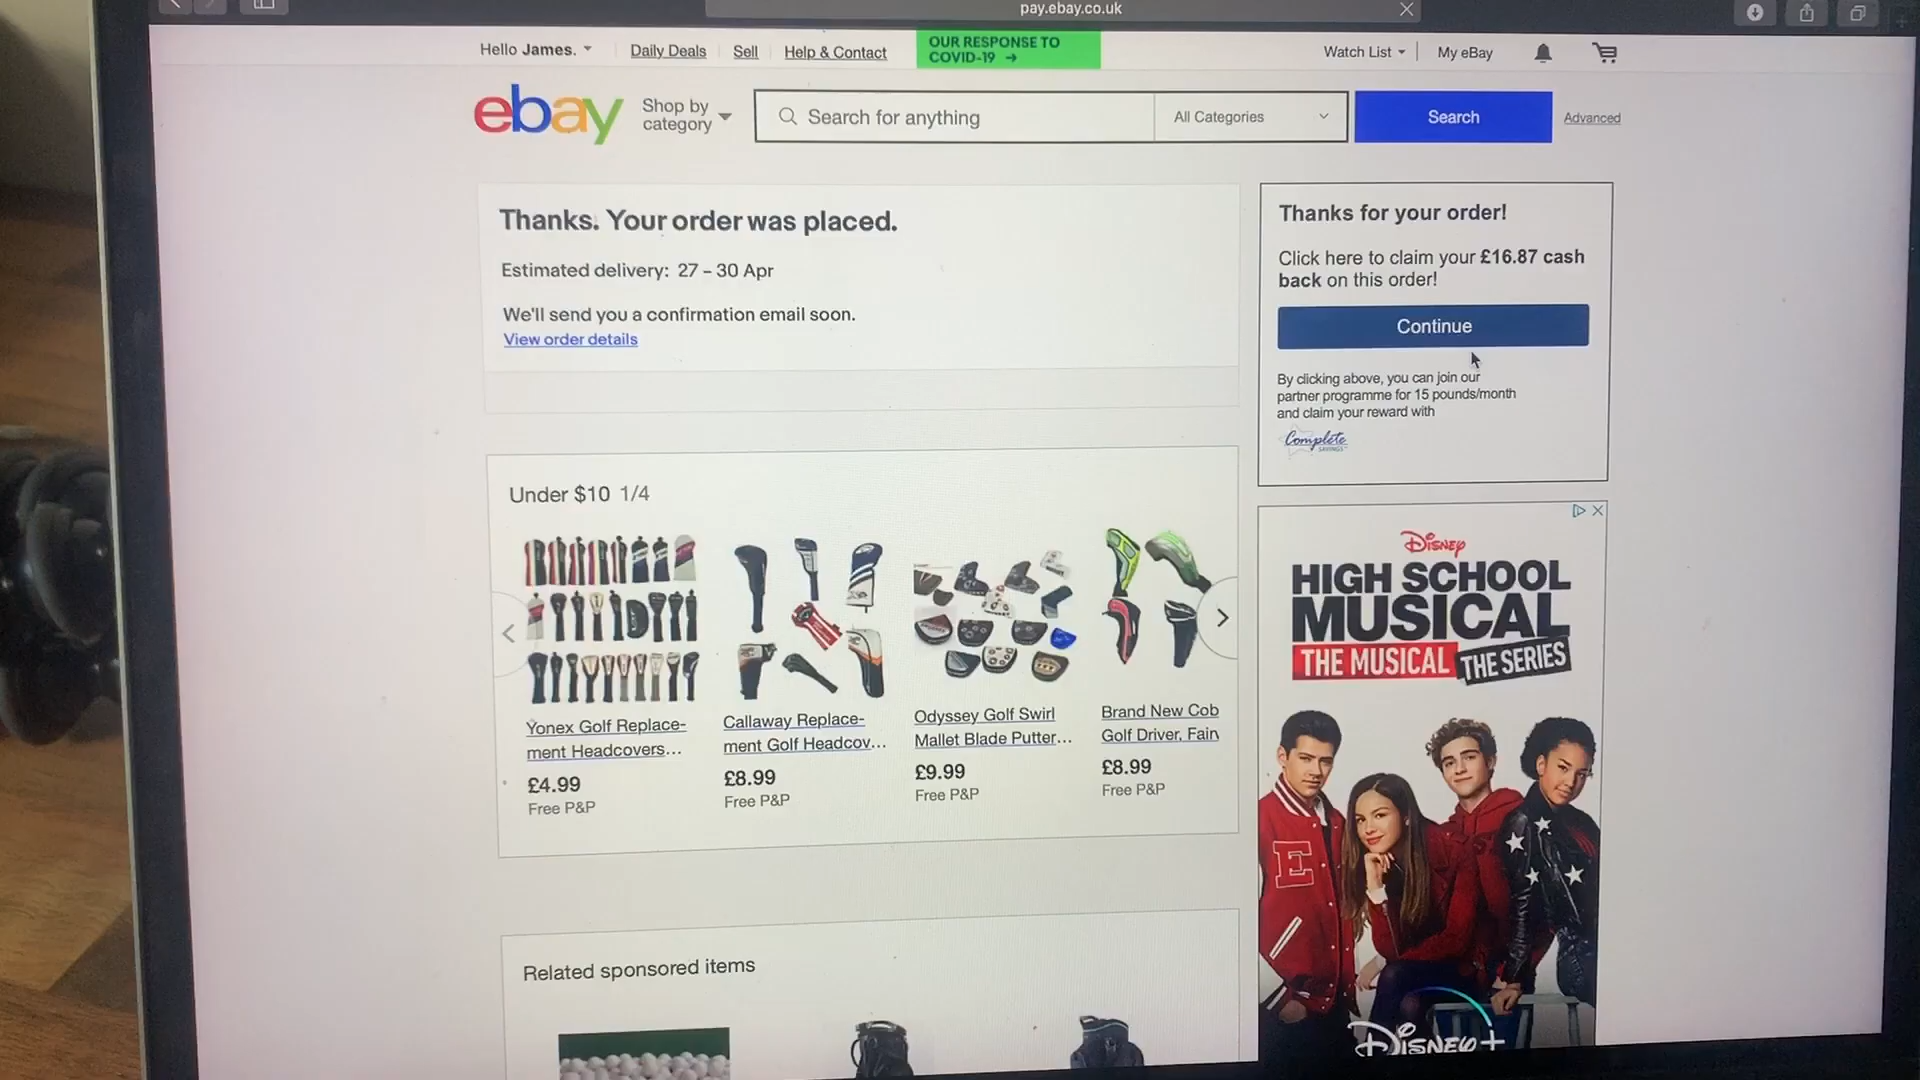 pay.ebay.co.uk
Hello James.
Daily Deals
Sell
Help & Contact
OUR RESPONSE TO
COVID-19 →
Watch List
My eBay
ebay
Shop by
category
Search for anything
All Categories
Search
Advanced
Thanks. Your order was placed.
Estimated delivery: 27 – 30 Apr
We'll send you a confirmation email soon.
View order details
Thanks for your order!
Click here to claim your £16.87 cash
back on this order!
Continue
By clicking above, you can join our
partner programme for 15 pounds/month
and claim your reward with
Complete
SAVINGS
Under $10 1/4
Yonex Golf Replace-
ment Headcovers...
£4.99
Free P&P
Callaway Replace-
ment Golf Headcov...
£8.99
Free P&P
Odyssey Golf Swirl
Mallet Blade Putter...
£9.99
Free P&P
Brand New Cob
Golf Driver, Fain
£8.99
Free P&P
Related sponsored items
Disney
HIGH SCHOOL
MUSICAL
THE MUSICAL THE SERIES
E
Disney+